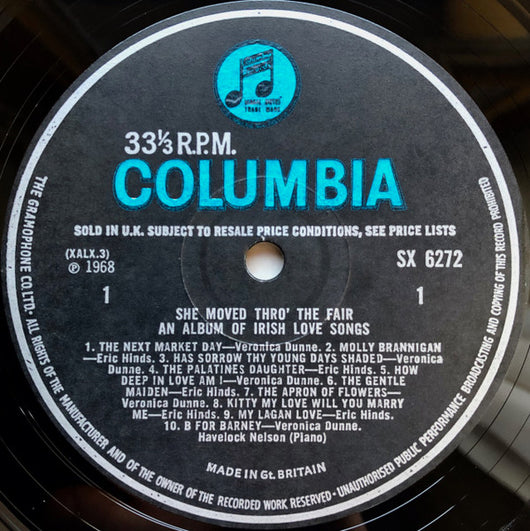 33⅓ R.P.M.
COLUMBIA
SOLD IN U.K. SUBJECT TO RESALE PRICE CONDITIONS, SEE PRICE LISTS
(XALX.3)
℗ 1968
SX 6272
1
1
SHE MOVED THRO' THE FAIR
AN ALBUM OF IRISH LOVE SONGS
1. THE NEXT MARKET DAY—Veronica Dunne. 2. MOLLY BRANNIGAN
—Eric Hinds. 3. HAS SORROW THY YOUNG DAYS SHADED—Veronica
Dunne. 4. THE PALATINES DAUGHTER—Eric Hinds. 5. HOW
DEEP IN LOVE AM I—Veronica Dunne. 6. THE GENTLE
MAIDEN—Eric Hinds. 7. THE APRON OF FLOWERS—
Veronica Dunne. 8. KITTY MY LOVE WILL YOU MARRY
ME—Eric Hinds. 9. MY LAGAN LOVE—Eric Hinds.
10. B FOR BARNEY—Veronica Dunne.
Havelock Nelson (Piano)
MADE IN Gt. BRITAIN
THE GRAMOPHONE CO. LTD. · ALL RIGHTS OF THE MANUFACTURER AND OF THE OWNER OF THE RECORDED WORK RESERVED · UNAUTHORISED PUBLIC PERFORMANCE BROADCASTING AND COPYING OF THIS RECORD PROHIBITED